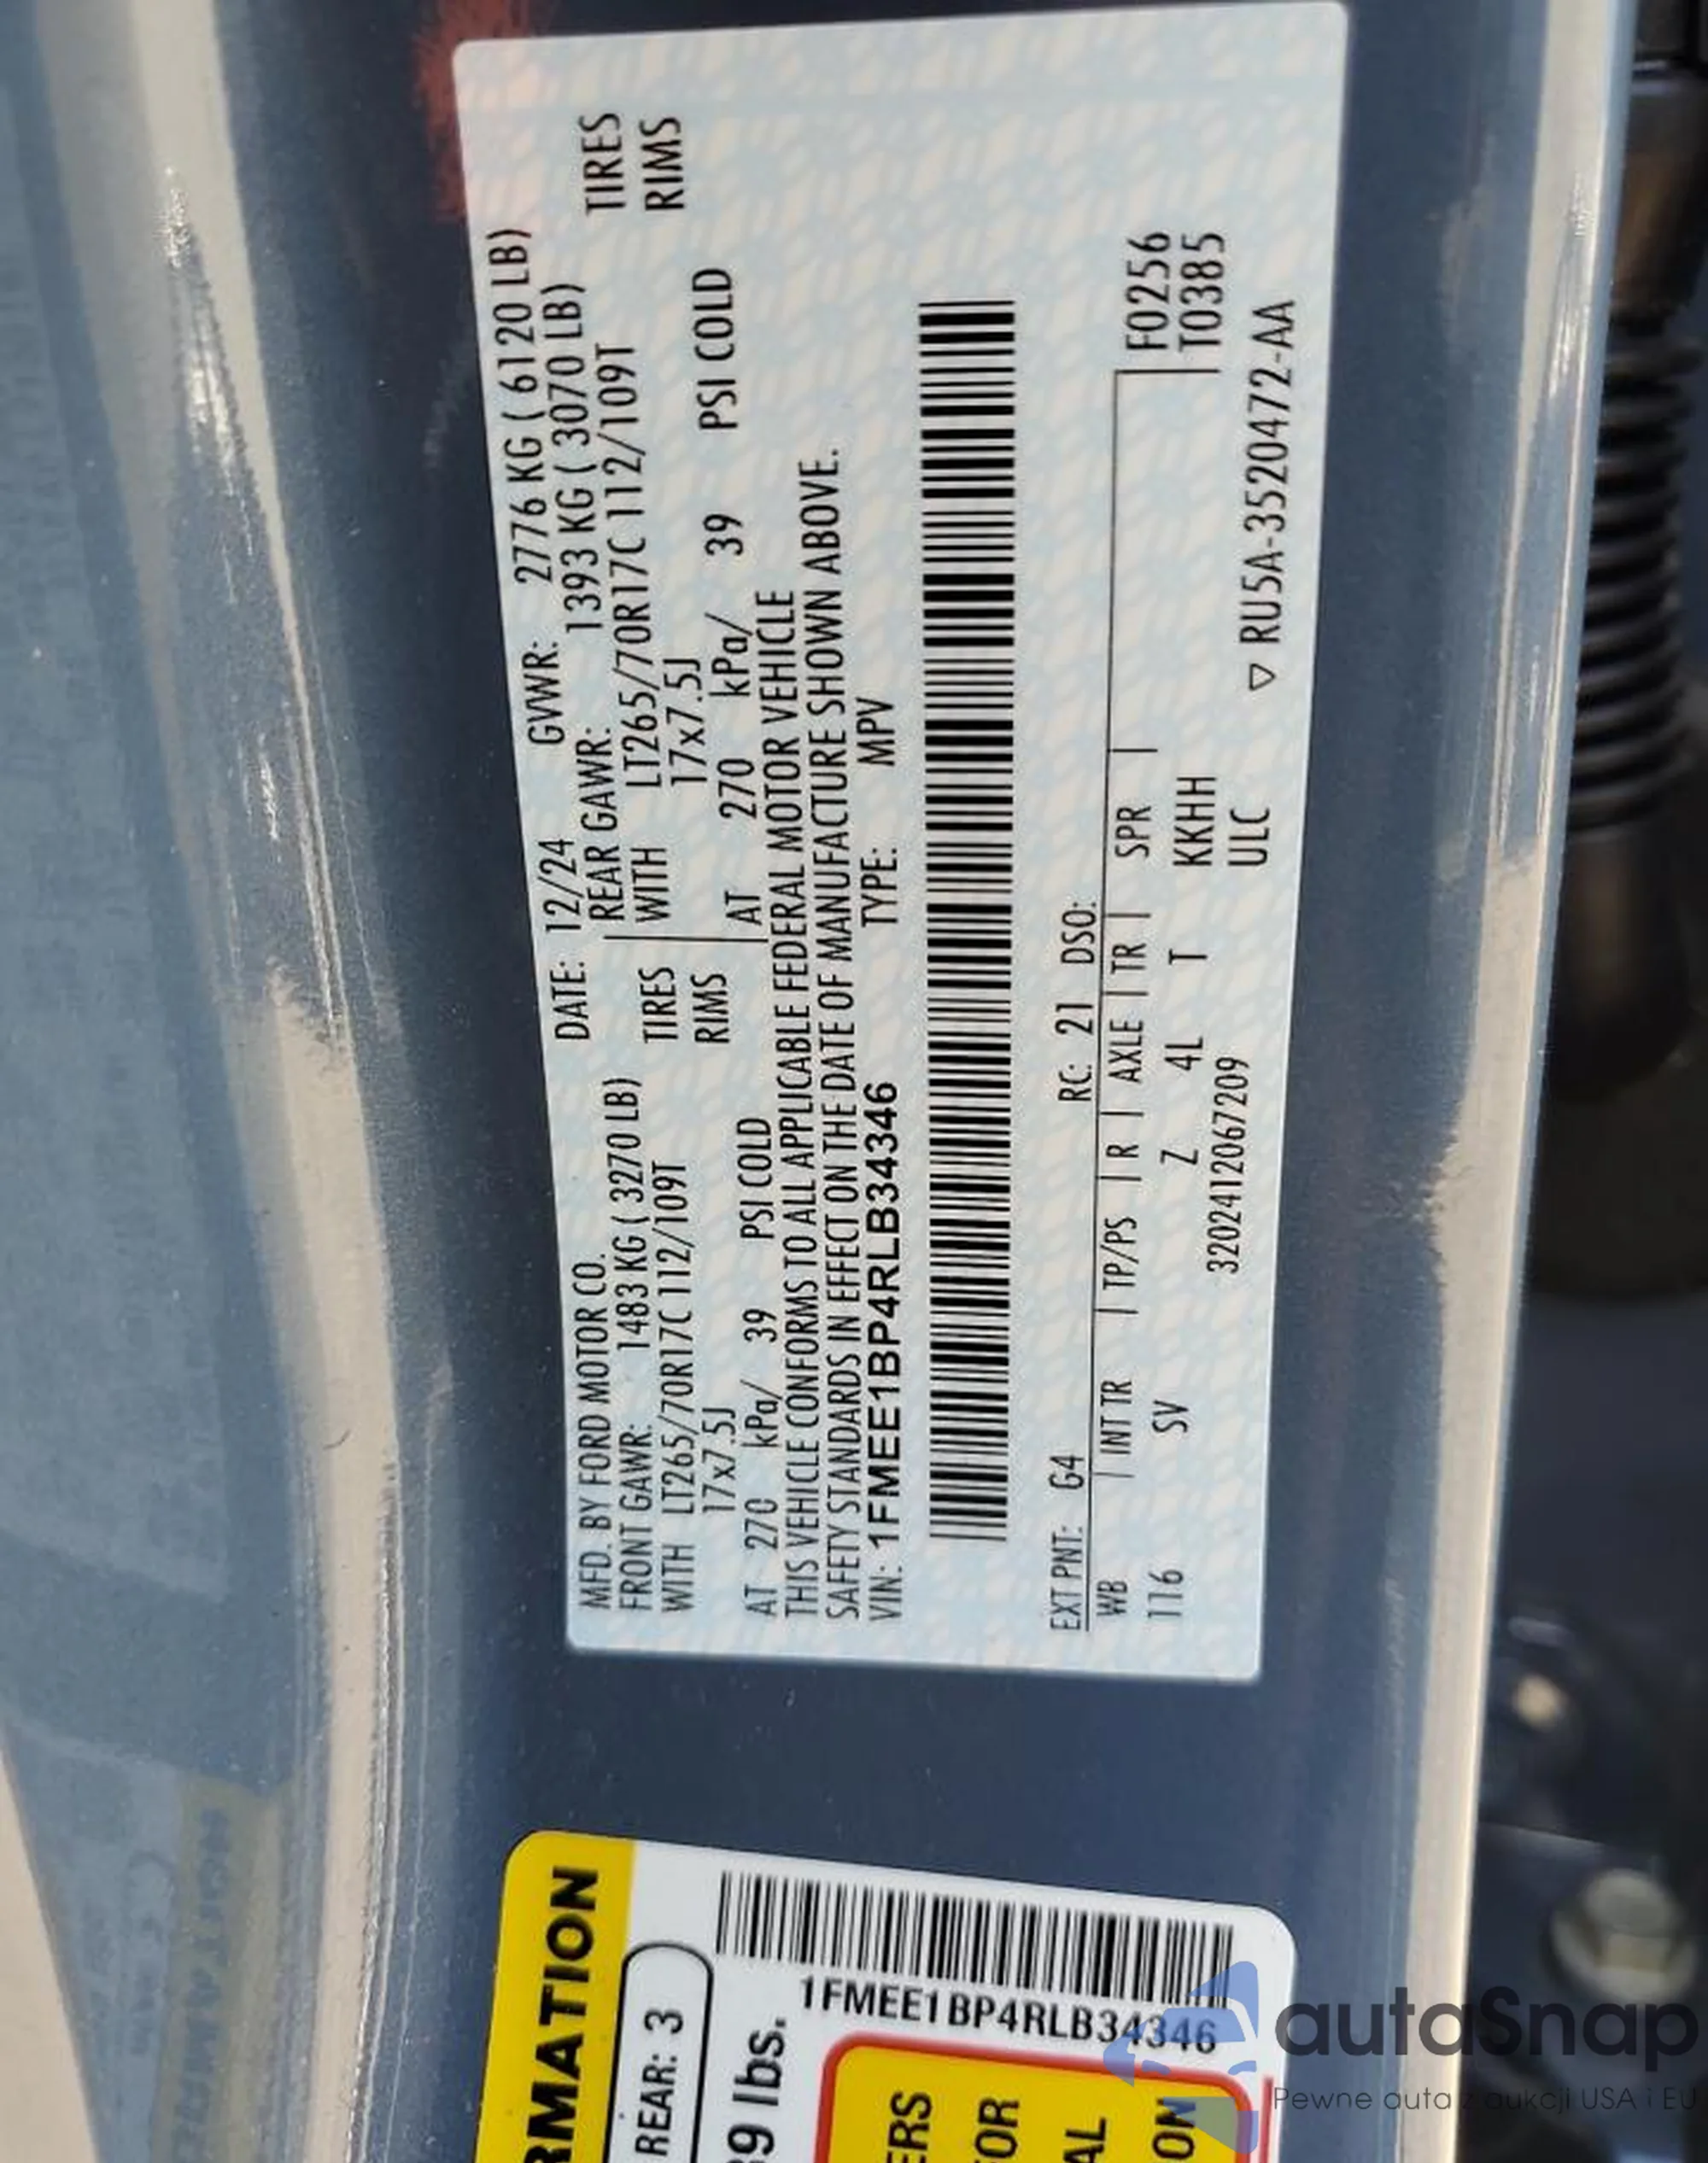 MFD. BY FORD MOTOR CO. DATE: 12/24 GVWR: 2776 KG ( 6120 LB)
FRONT GAWR: 1483 KG ( 3270 LB) REAR GAWR: 1393 KG ( 3070 LB)
WITH LT265/70R17C 112/109T TIRES WITH LT265/70R17C 112/109T TIRES
17x7.5J RIMS 17x7.5J RIMS
AT 270 kPa/ 39 PSI COLD AT 270 kPa/ 39 PSI COLD
THIS VEHICLE CONFORMS TO ALL APPLICABLE FEDERAL MOTOR VEHICLE
SAFETY STANDARDS IN EFFECT ON THE DATE OF MANUFACTURE SHOWN ABOVE.
VIN: 1FMEE1BP4RLB34346 TYPE: MPV
EXT PNT: G4 RC: 21 DSO:
WB | INT TR | TP/PS | R | AXLE | TR | SPR | F0256
116 SV Z 4L T KKHH T0385
3202412067209 ULC ▽ RU5A-3520472-AA
RMATION
REAR: 3
39 lbs.
1FMEE1BP4RLB34346
ERS
OR
AL
ON
autaSnap
Pewne auta z aukcji USA i EU